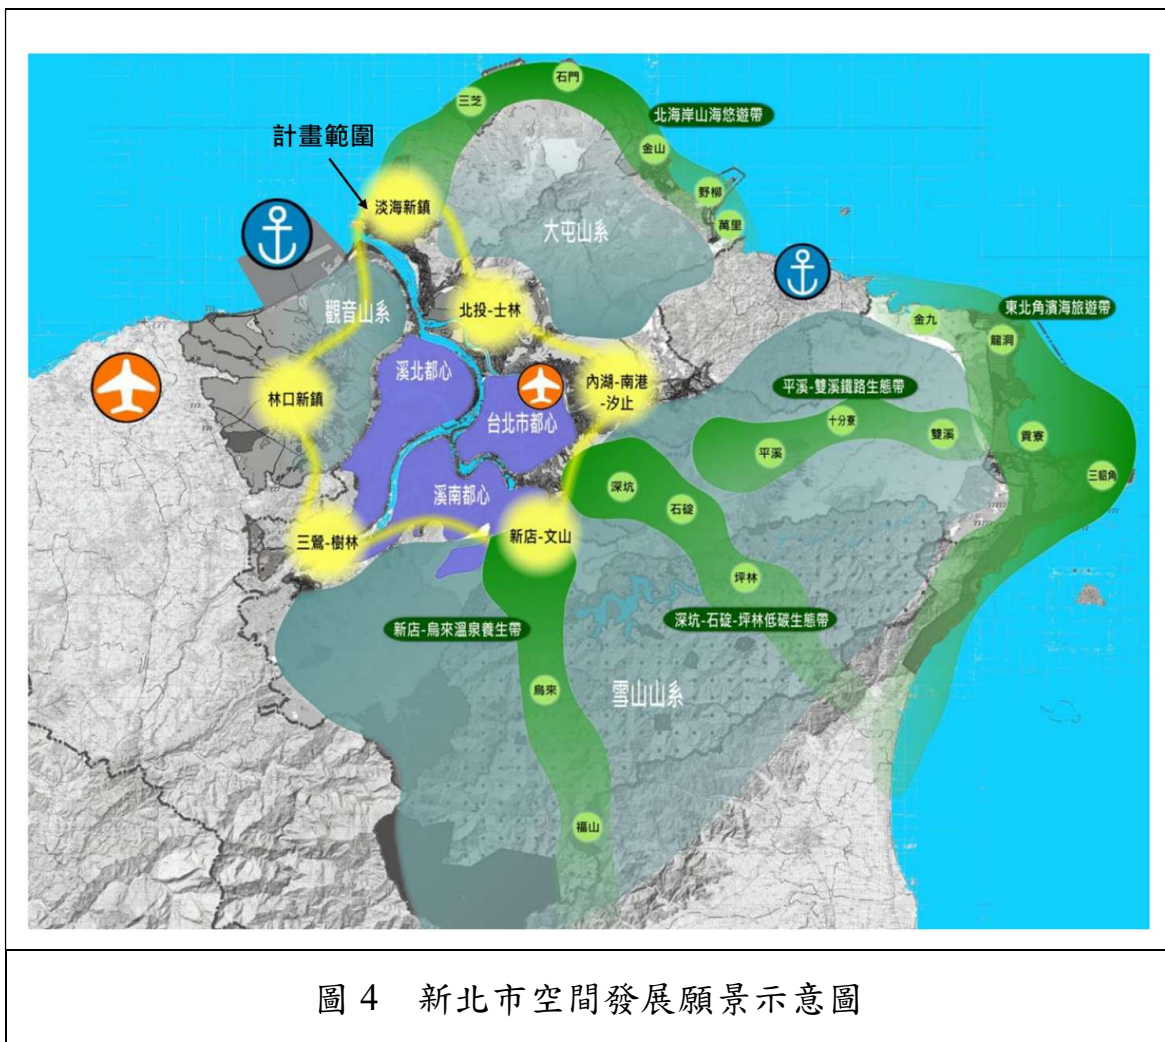 石門
三芝
北海岸山海悠遊帶
計畫範圍
金山
野柳
淡海新鎮
萬里
大屯山系
觀音山系
北投-士林
東北角濱海旅遊帶
金九
龍洞
溪北都心
內湖-南港
-汐止
平溪-雙溪鐵路生態帶
林口新鎮
台北市都心
十分寮
雙溪
貢寮
平溪
三貂角
深坑
溪南都心
石碇
三鶯-樹林
新店-文山
坪林
新店-烏來溫泉養生帶
深坑-石碇-坪林低碳生態帶
烏來
雪山山系
福山
圖 4 新北市空間發展願景示意圖